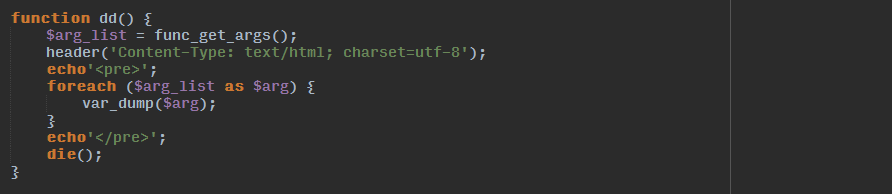 function dd() {
    $arg_list = func_get_args();
    header('Content-Type: text/html; charset=utf-8');
    echo'<pre>';
    foreach ($arg_list as $arg) {
        var_dump($arg);
    }
    echo'</pre>';
    die();
}